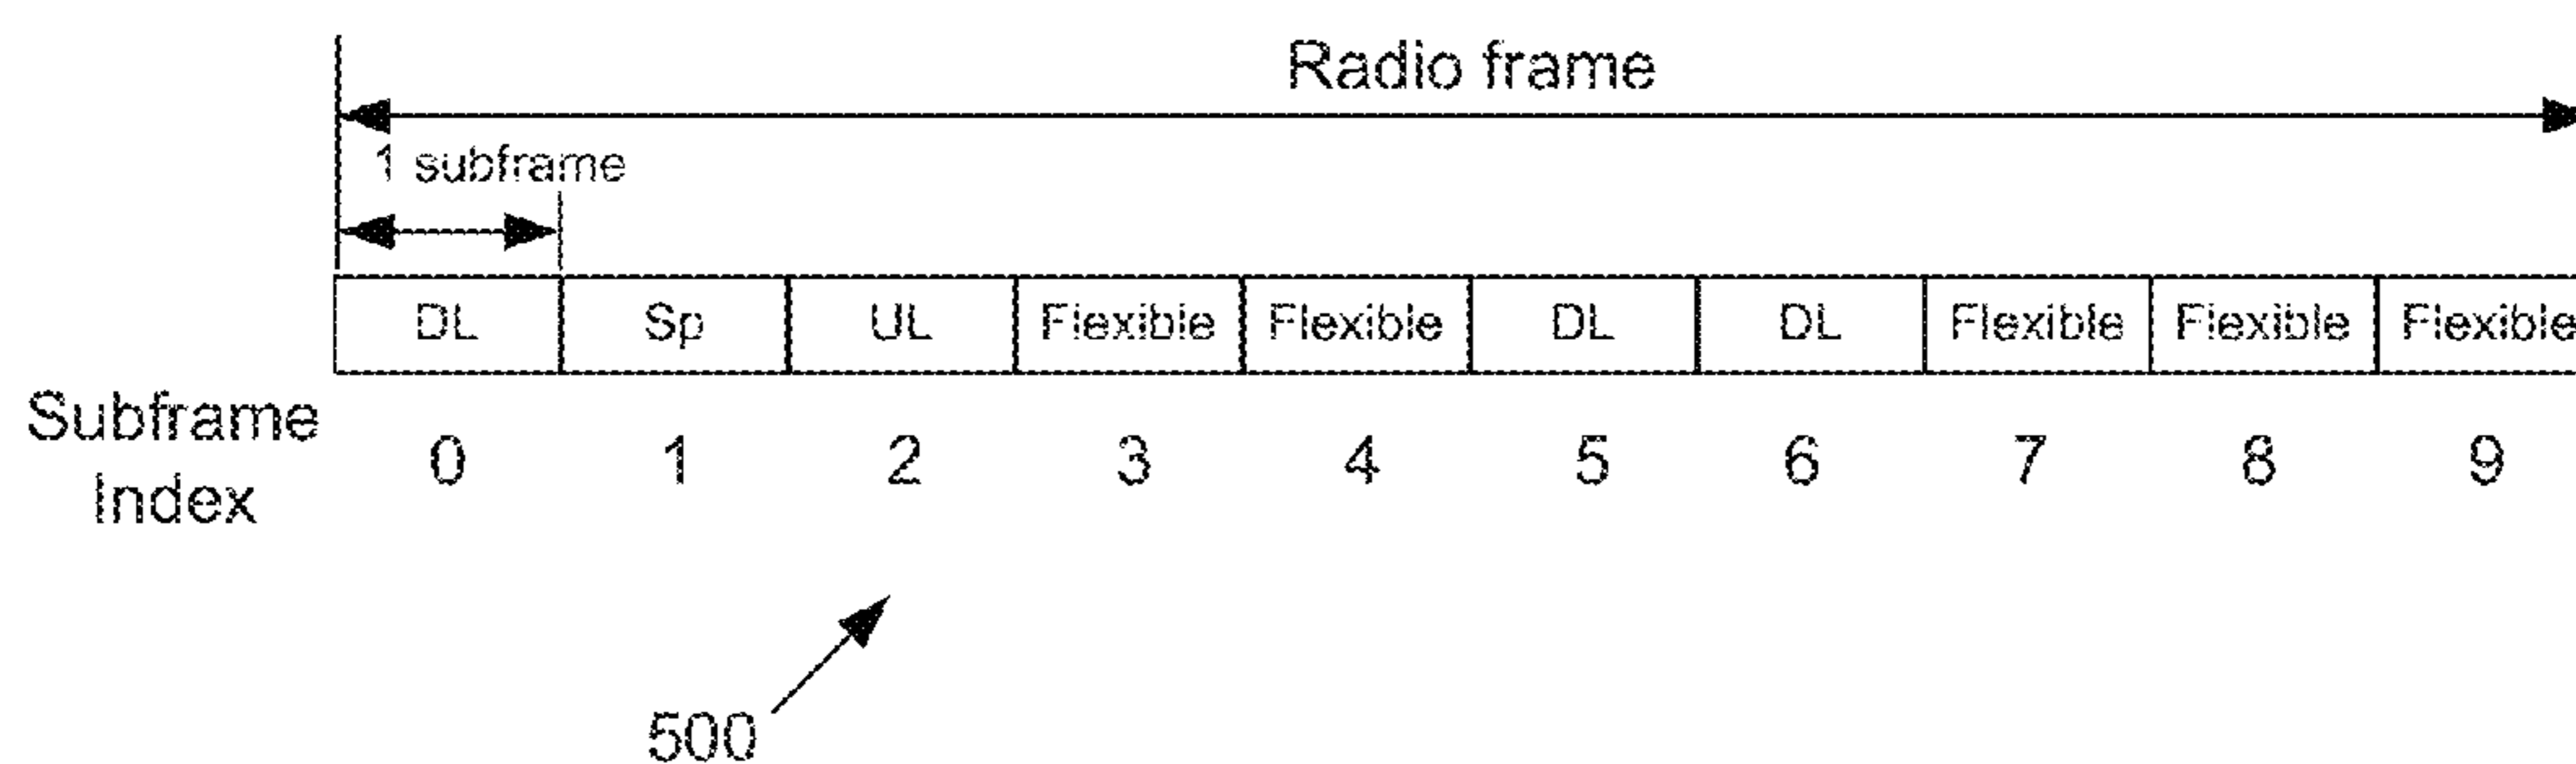 Radio frame
1 subframe
DL Sp UL Flexible Flexible DL DL Flexible Flexible Flexible
Subframe
Index
0 1 2 3 4 5 6 7 8 9
500